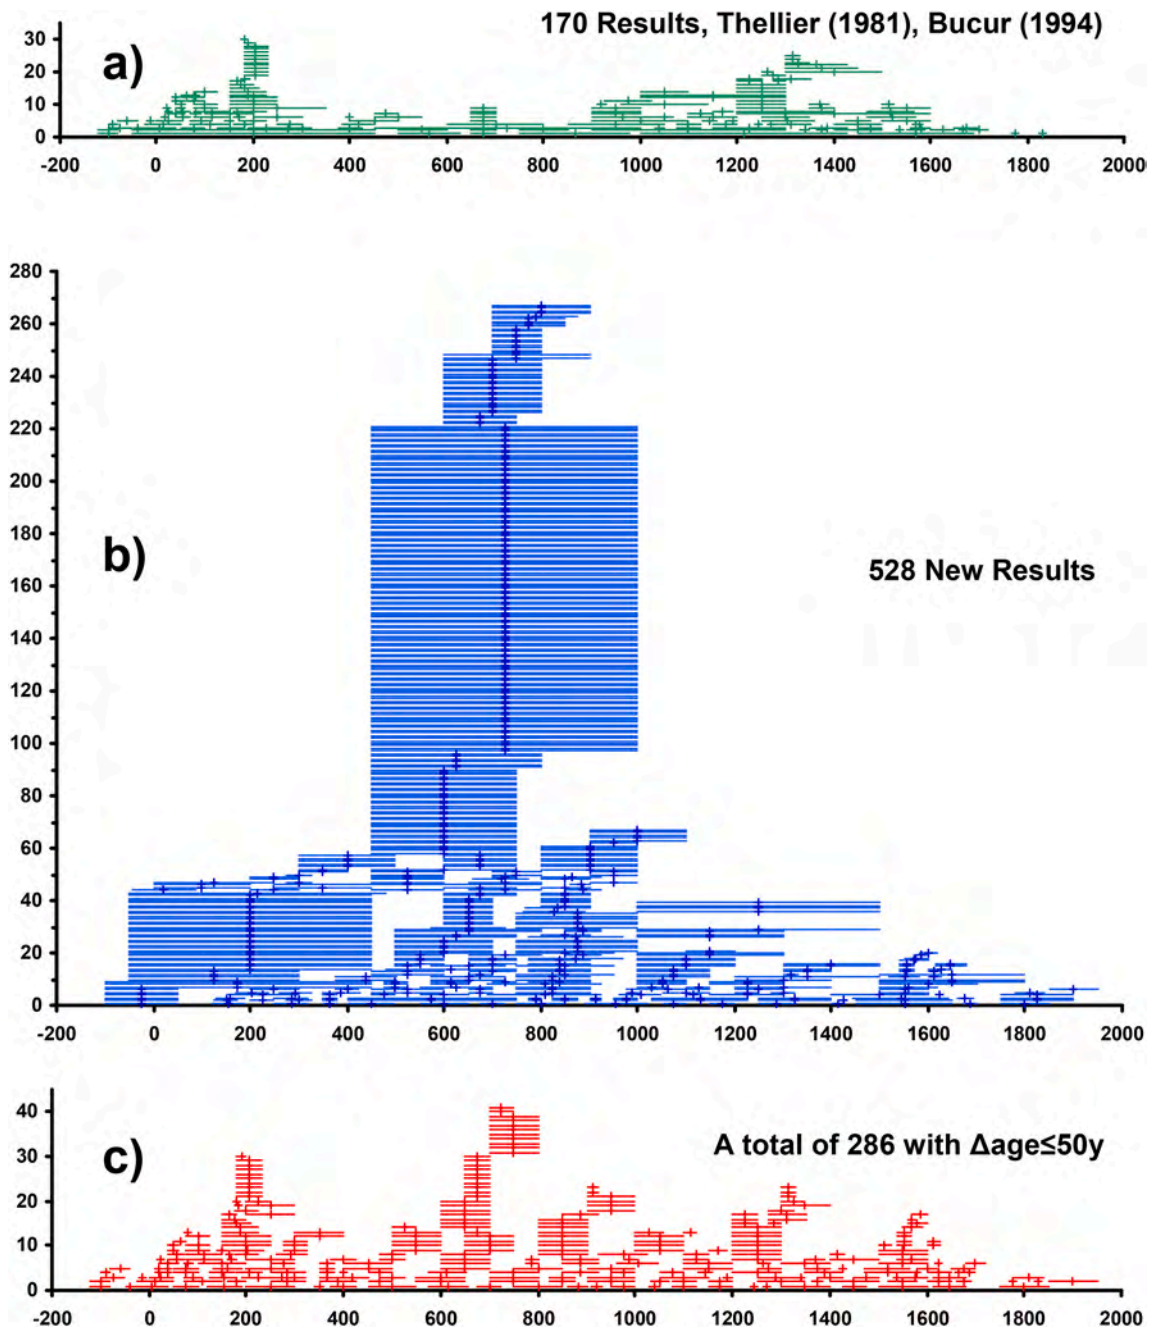 170 Results, Thellier (1981), Bucur (1994)
a)
30
20
10
0
-200 0 200 400 600 800 1000 1200 1400 1600 1800 2000
280
260
240
220
200
180
160
140
120
100
80
60
40
20
0
b)
528 New Results
-200 0 200 400 600 800 1000 1200 1400 1600 1800 2000
40
30
20
10
0
c)
A total of 286 with Δage≤50y
-200 0 200 400 600 800 1000 1200 1400 1600 1800 2000